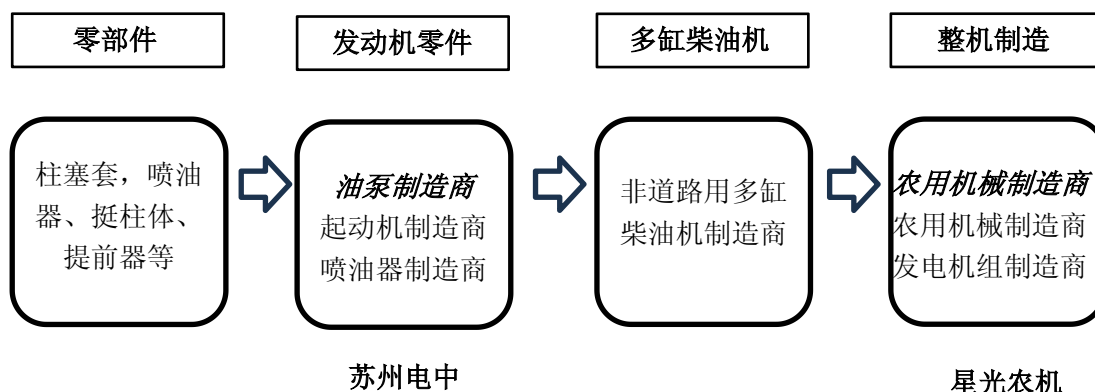 零部件
发动机零件
多缸柴油机
整机制造
柱塞套，喷油
器、挺柱体、
提前器等
油泵制造商
起动机制造商
喷油器制造商
非道路用多缸
柴油机制造商
农用机械制造商
农用机械制造商
发电机组制造商
苏州电中
星光农机